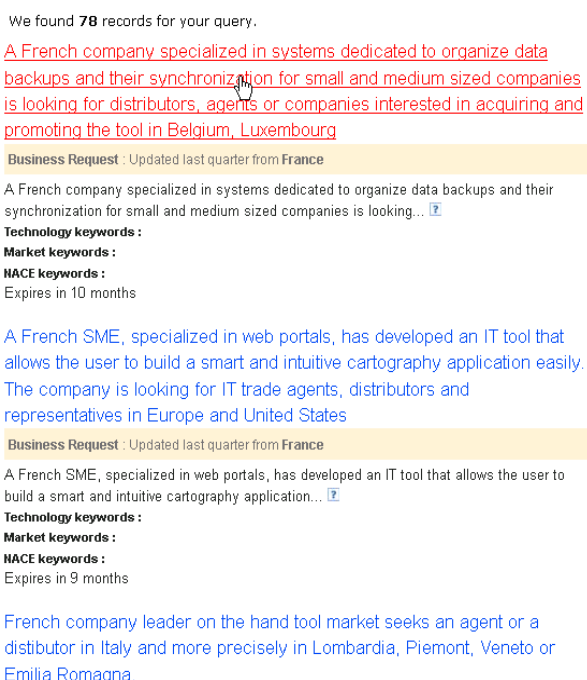 We found 78 records for your query.
A French company specialized in systems dedicated to organize data
backups and their synchronization for small and medium sized companies
is looking for distributors, agents or companies interested in acquiring and
promoting the tool in Belgium, Luxembourg
Business Request : Updated last quarter from France
A French company specialized in systems dedicated to organize data backups and their
synchronization for small and medium sized companies is looking... ?
Technology keywords :
Market keywords :
NACE keywords :
Expires in 10 months
A French SME, specialized in web portals, has developed an IT tool that
allows the user to build a smart and intuitive cartography application easily.
The company is looking for IT trade agents, distributors and
representatives in Europe and United States
Business Request : Updated last quarter from France
A French SME, specialized in web portals, has developed an IT tool that allows the user to
build a smart and intuitive cartography application... ?
Technology keywords :
Market keywords :
NACE keywords :
Expires in 9 months
French company leader on the hand tool market seeks an agent or a
distibutor in Italy and more precisely in Lombardia, Piemont, Veneto or
Emilia Romagna